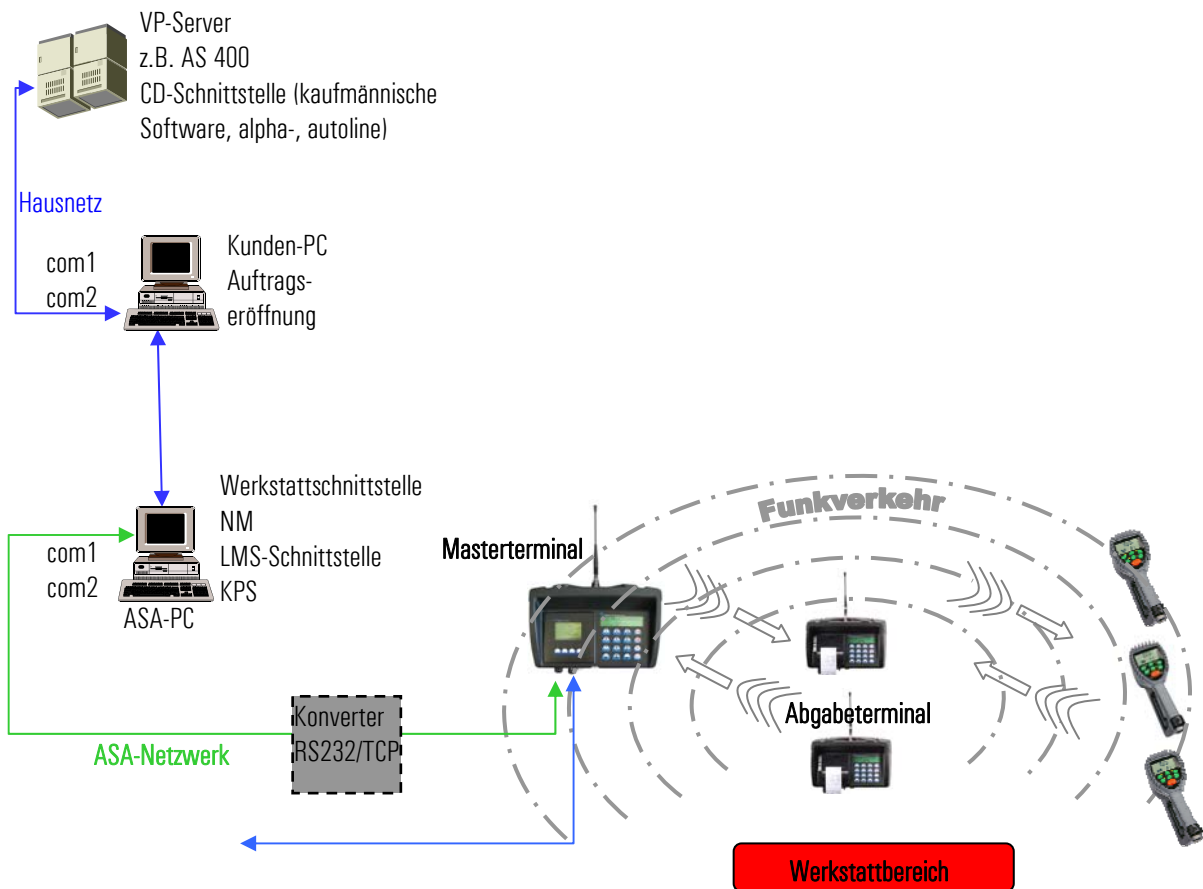 VP-Server
z.B. AS 400
CD-Schnittstelle (kaufmännische
Software, alpha-, autoline)
Hausnetz
com1
com2
Kunden-PC
Auftrags-
eröffnung
Werkstattschnittstelle
NM
LMS-Schnittstelle
KPS
com1
com2
ASA-PC
Funkverkehr
Masterterminal
Abgabeterminal
Konverter
RS232/TCP
ASA-Netzwerk
Werkstattbereich